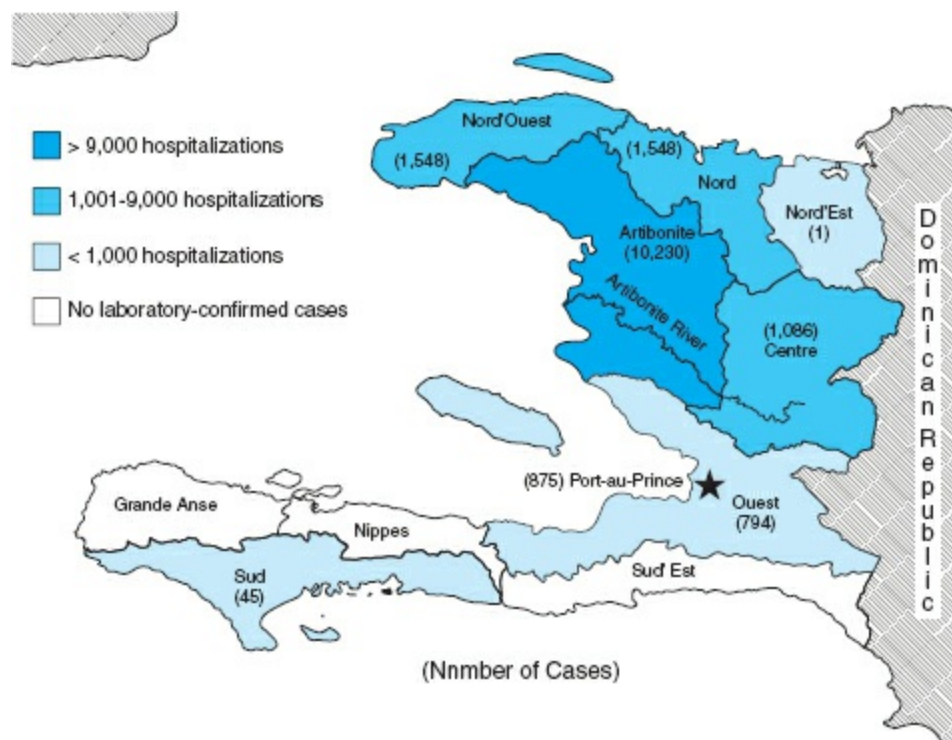 > 9,000 hospitalizations
1,001-9,000 hospitalizations
< 1,000 hospitalizations
No laboratory-confirmed cases
Nord'Ouest
(1,548)
(1,548)
Nord
Nord'Est
(1)
Artibonite
(10,230)
Artibonite River
(1,086)
Centre
Dominican Republic
(875) Port-au-Prince
Ouest
(794)
Grande Anse
Nippes
Sud
(45)
Sud' Est
(Nnmber of Cases)